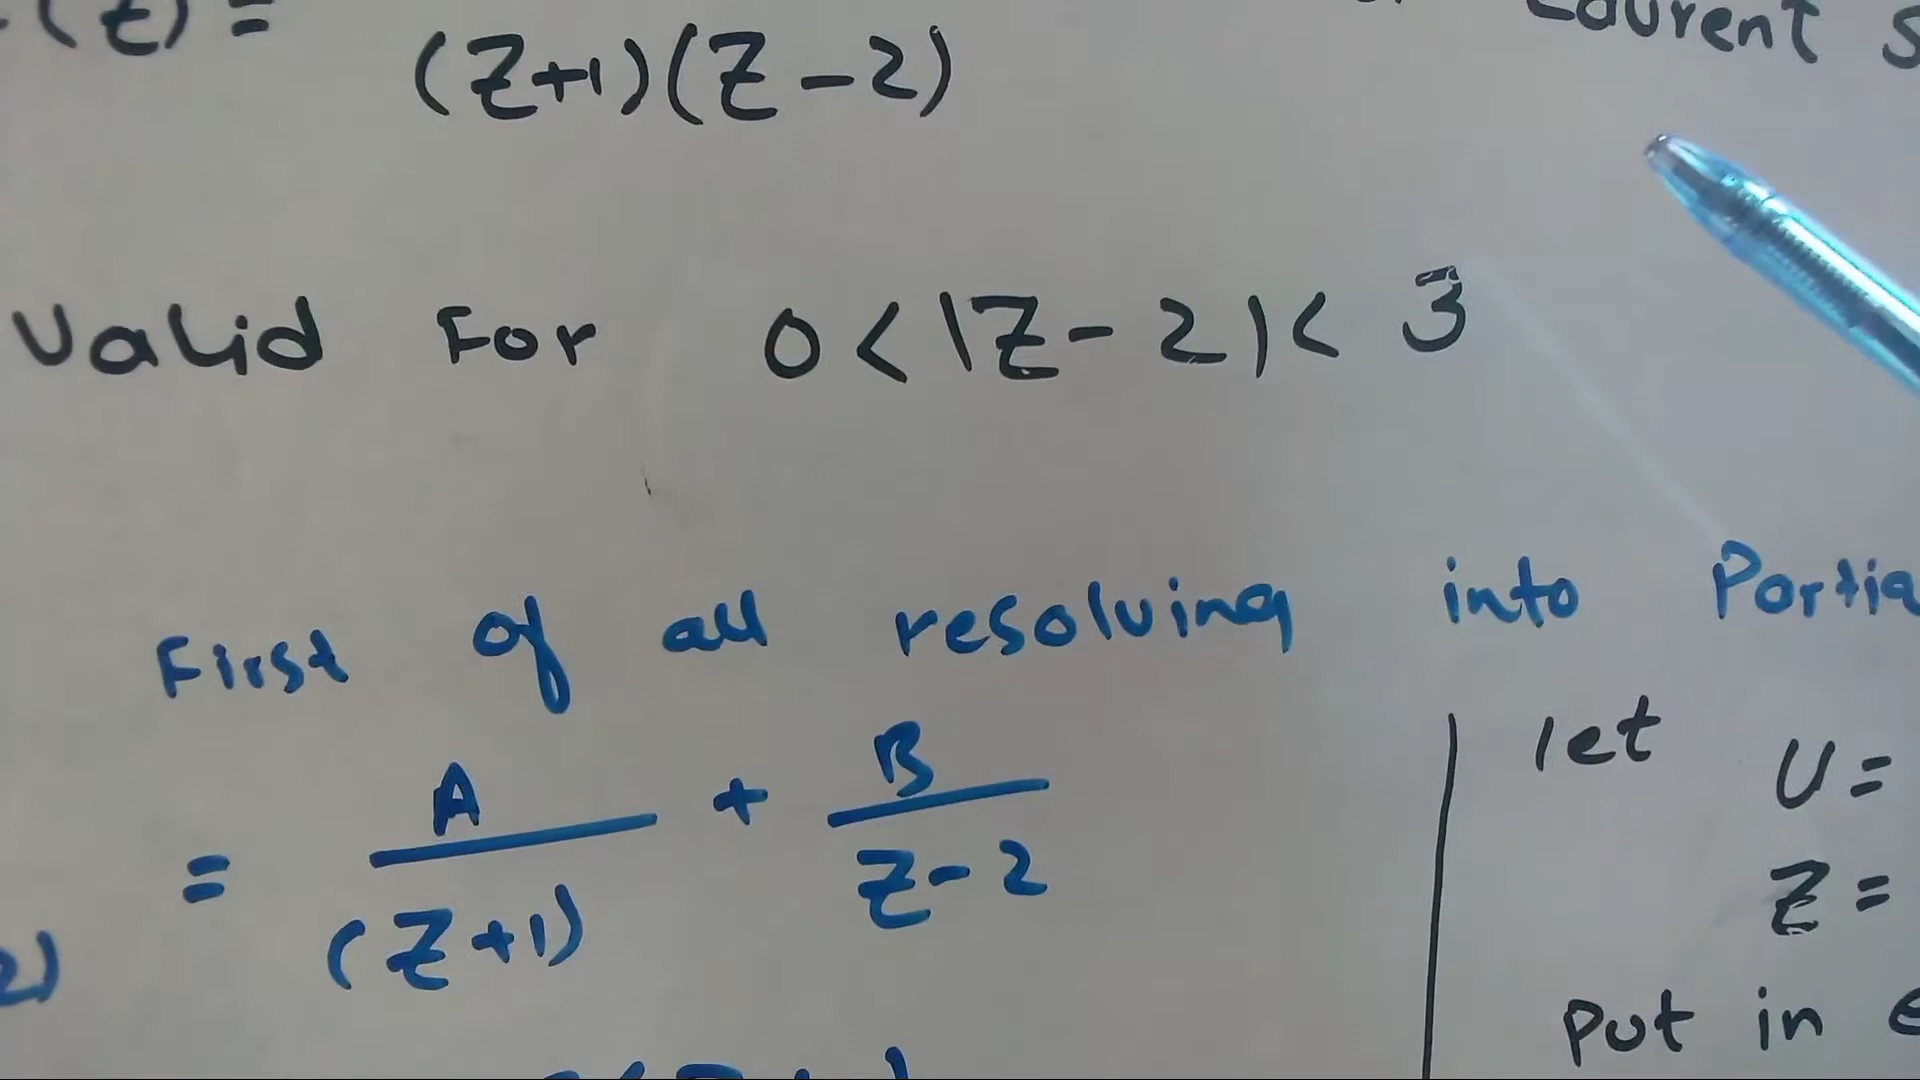 (z) =
(Z+1)(Z-2)
Laurent S
Valid For 0<|Z-2|< 3
First of all resolving into Partia
= A/(Z+1) + B/Z-2
let U=
Z=
2)
Put in e